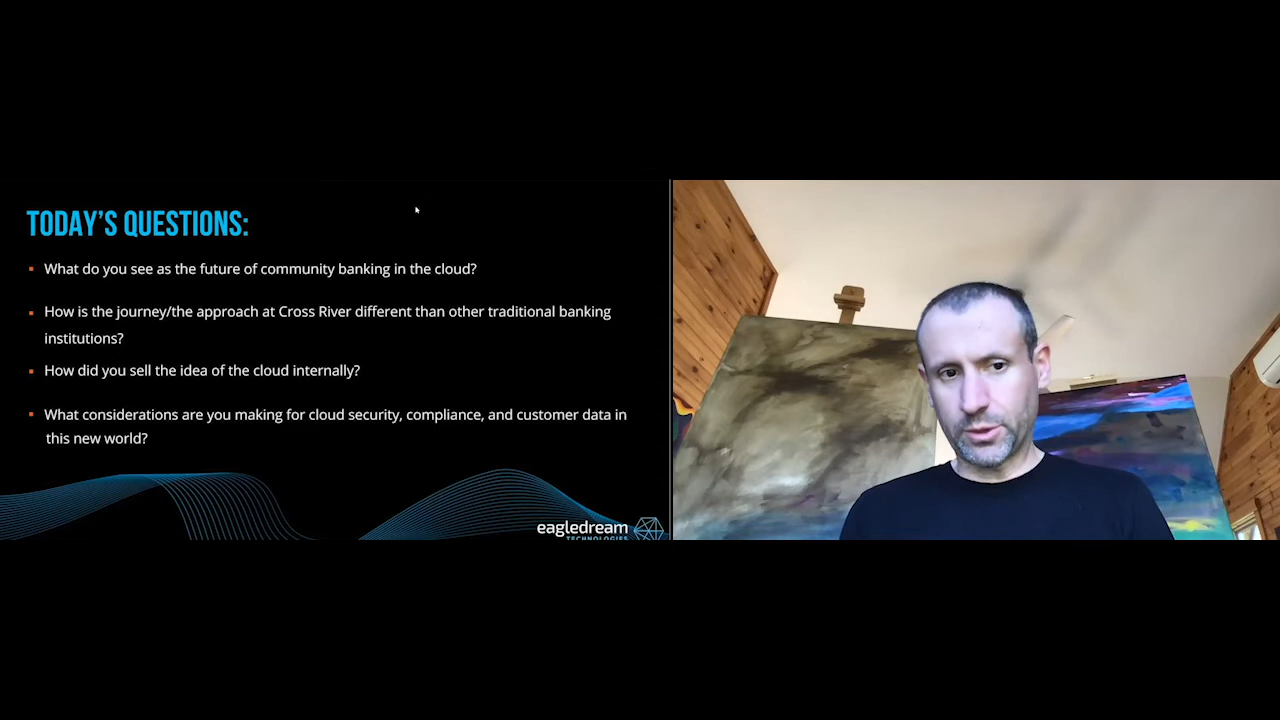 TODAY'S QUESTIONS:
▪ What do you see as the future of community banking in the cloud?
▪ How is the journey/the approach at Cross River different than other traditional banking
institutions?
▪ How did you sell the idea of the cloud internally?
▪ What considerations are you making for cloud security, compliance, and customer data in
this new world?
eagledream
TECHNOLOGIES